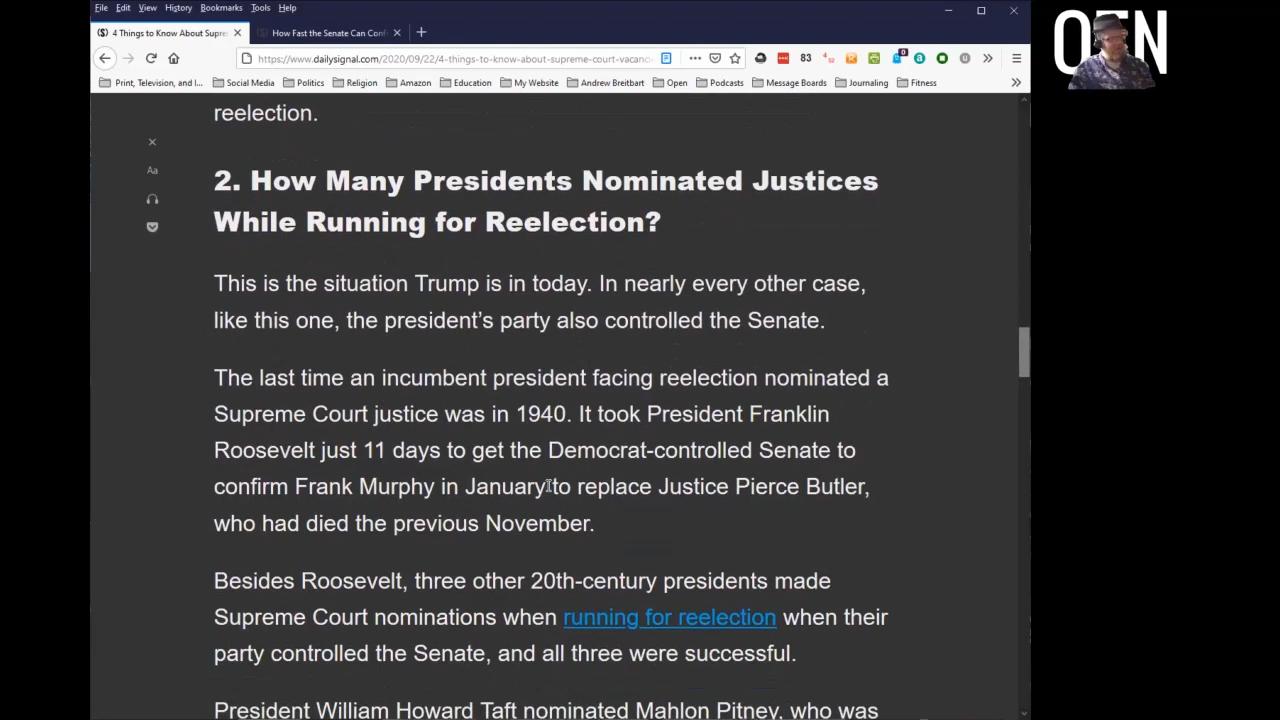 File Edit View History Bookmarks Tools Help
($) 4 Things to Know About Supre
($) How Fast the Senate Can Conf
https://www.dailysignal.com/2020/09/22/4-things-to-know-about-supreme-court-vacanc
83
0
Print, Television, and I... Social Media Politics Religion Amazon Education My Website Andrew Breitbart Open Podcasts Message Boards Journaling Fitness
reelection.
Aa
2. How Many Presidents Nominated Justices
While Running for Reelection?
This is the situation Trump is in today. In nearly every other case,
like this one, the president's party also controlled the Senate.
The last time an incumbent president facing reelection nominated a
Supreme Court justice was in 1940. It took President Franklin
Roosevelt just 11 days to get the Democrat-controlled Senate to
confirm Frank Murphy in January to replace Justice Pierce Butler,
who had died the previous November.
Besides Roosevelt, three other 20th-century presidents made
Supreme Court nominations when running for reelection when their
party controlled the Senate, and all three were successful.
President William Howard Taft nominated Mahlon Pitney, who was